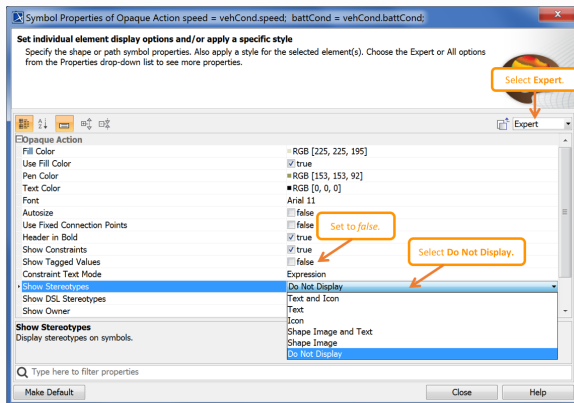 Symbol Properties of Opaque Action speed = vehCond.speed;  battCond = vehCond.battCond;
Set individual element display options and/or apply a specific style
Specify the shape or path symbol properties. Also apply a style for the selected element(s). Choose the Expert or All options
from the Properties drop-down list to see more properties.
Select Expert.
Expert
Opaque Action
Fill Color RGB [225, 225, 195]
Use Fill Color true
Pen Color RGB [153, 153, 92]
Text Color RGB [0, 0, 0]
Font Arial 11
Autosize false
Use Fixed Connection Points false
Set to false.
Header in Bold true
Show Constraints true
Select Do Not Display.
Show Tagged Values false
Constraint Text Mode Expression
Show Stereotypes Do Not Display
Show DSL Stereotypes Text and Icon
Show Owner Text
Icon
Shape Image and Text
Shape Image
Do Not Display
Show Stereotypes
Display stereotypes on symbols.
Type here to filter properties
Make Default Close Help